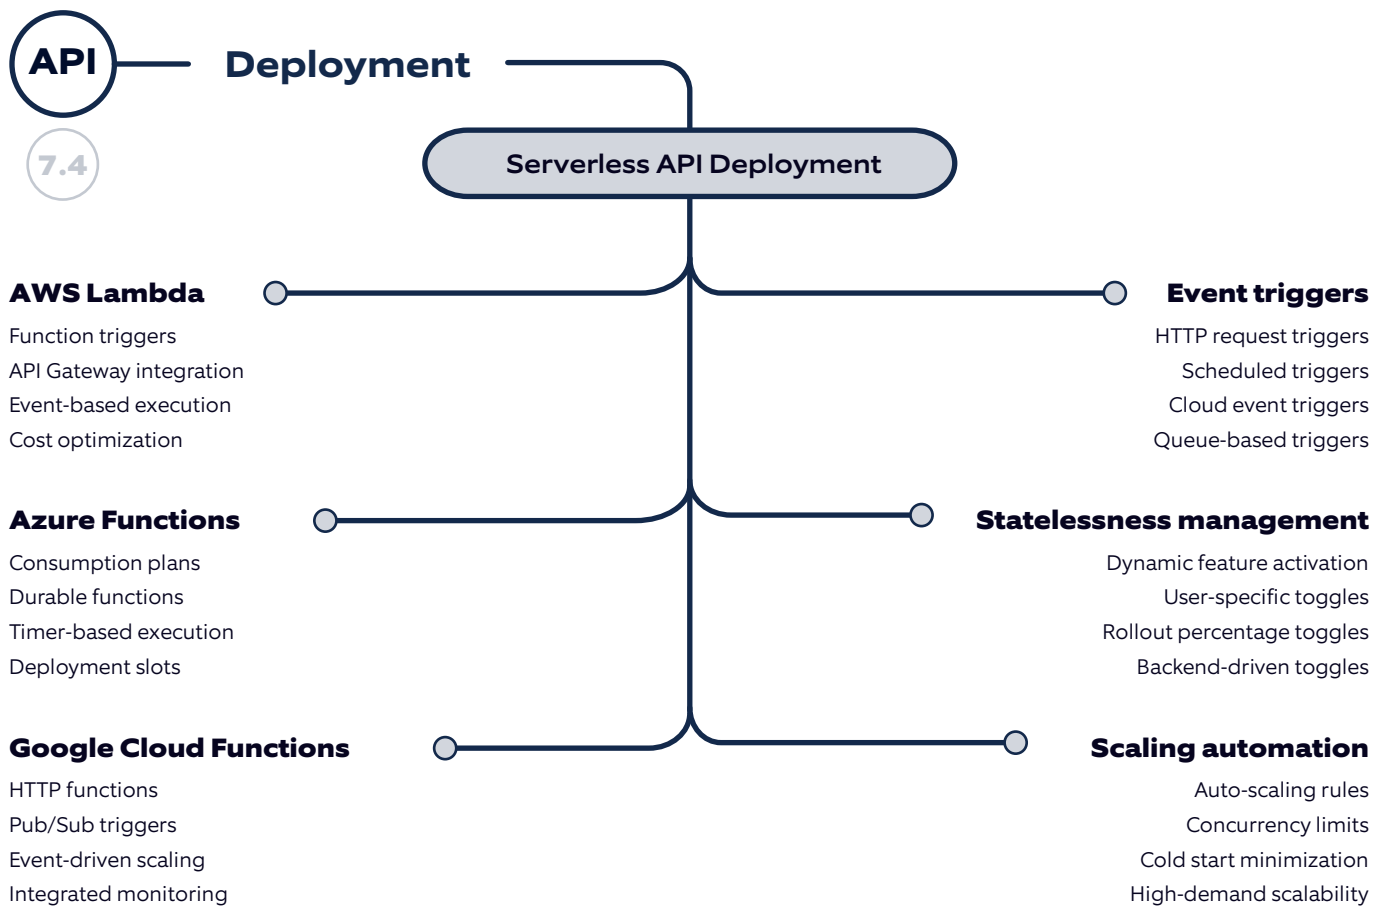 API
Deployment
7.4
Serverless API Deployment
AWS Lambda
Function triggers
API Gateway integration
Event-based execution
Cost optimization
Event triggers
HTTP request triggers
Scheduled triggers
Cloud event triggers
Queue-based triggers
Azure Functions
Consumption plans
Durable functions
Timer-based execution
Deployment slots
Statelessness management
Dynamic feature activation
User-specific toggles
Rollout percentage toggles
Backend-driven toggles
Google Cloud Functions
HTTP functions
Pub/Sub triggers
Event-driven scaling
Integrated monitoring
Scaling automation
Auto-scaling rules
Concurrency limits
Cold start minimization
High-demand scalability